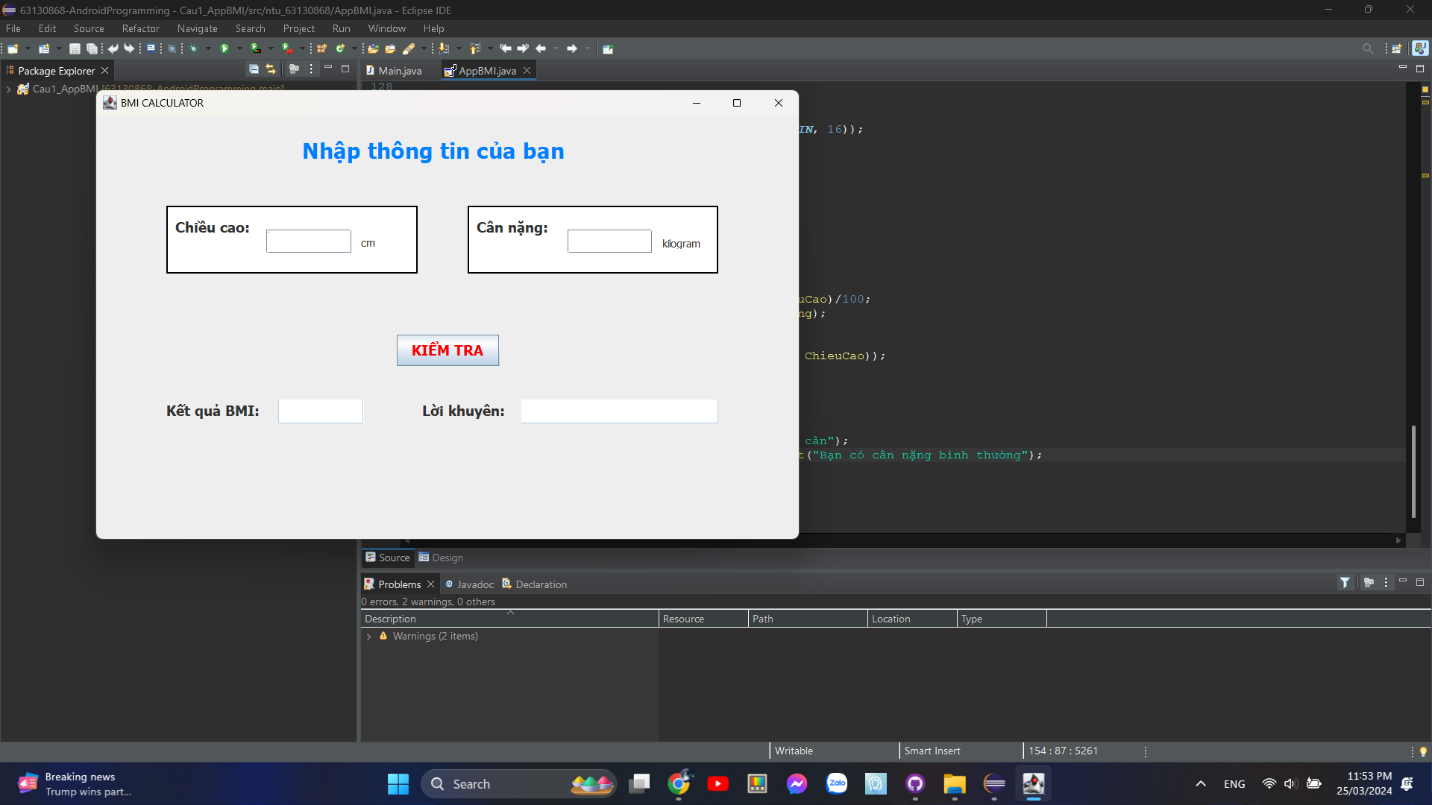 63130868-AndroidProgramming - Cau1_AppBMI/src/ntu_63130868/AppBMI.java - Eclipse IDE
File Edit Source Refactor Navigate Search Project Run Window Help
Package Explorer
Main.java AppBMI.java
Cau1_AppBMI [63130868-AndroidProgramming main]
128
BMI CALCULATOR
IN, 16));
Nhập thông tin của bạn
Chiều cao:
cm
Cân nặng:
kilogram
uCao)/100;
ng);
KIỂM TRA
ChieuCao));
Kết quả BMI:
Lời khuyên:
cân");
t("Bạn có cân nặng bình thường");
Source Design
Problems Javadoc Declaration
0 errors, 2 warnings, 0 others
Description Resource Path Location Type
Warnings (2 items)
Writable Smart Insert 154 : 87 : 5261
Breaking news
Trump wins part...
Search
Zalo
ENG
11:53 PM
25/03/2024